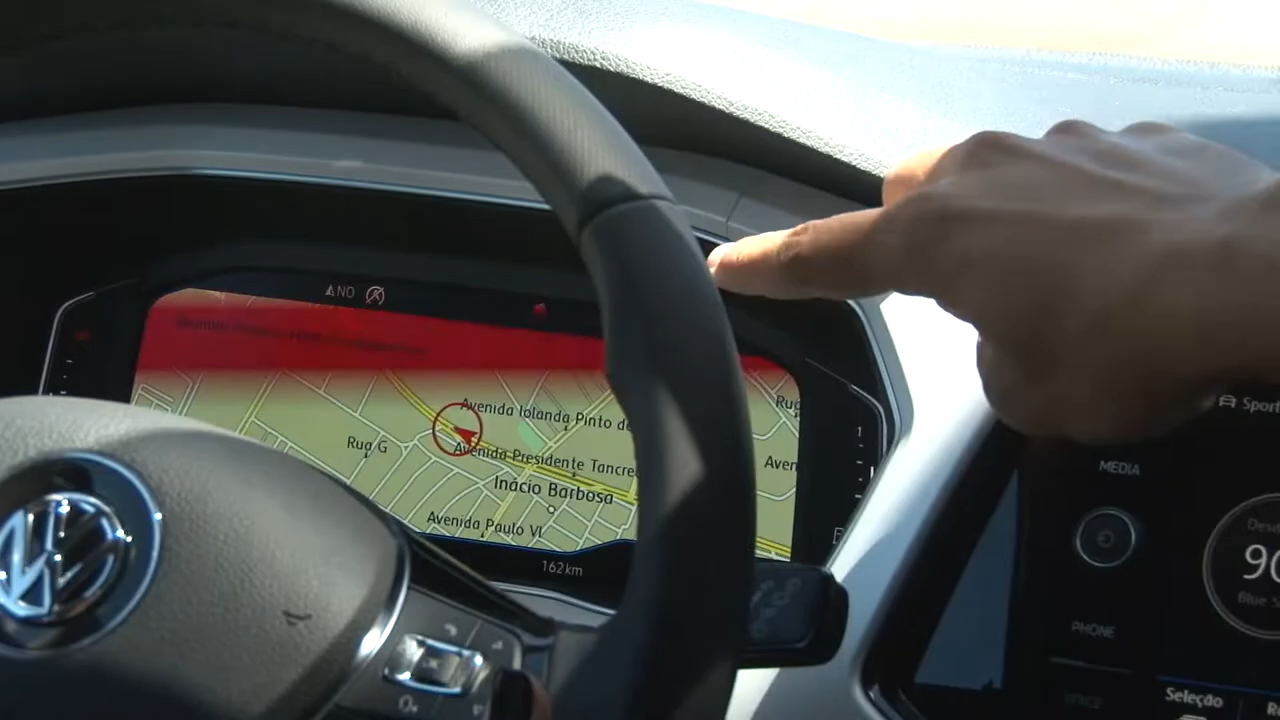 NO
Avenida Iolanda Pinto de
Rua
Rua G
Avenida Presidente Tancre
Aven
Inácio Barbosa
Avenida Paulo VI
162 km
1
Sport
MEDIA
90
PHONE
Seleção